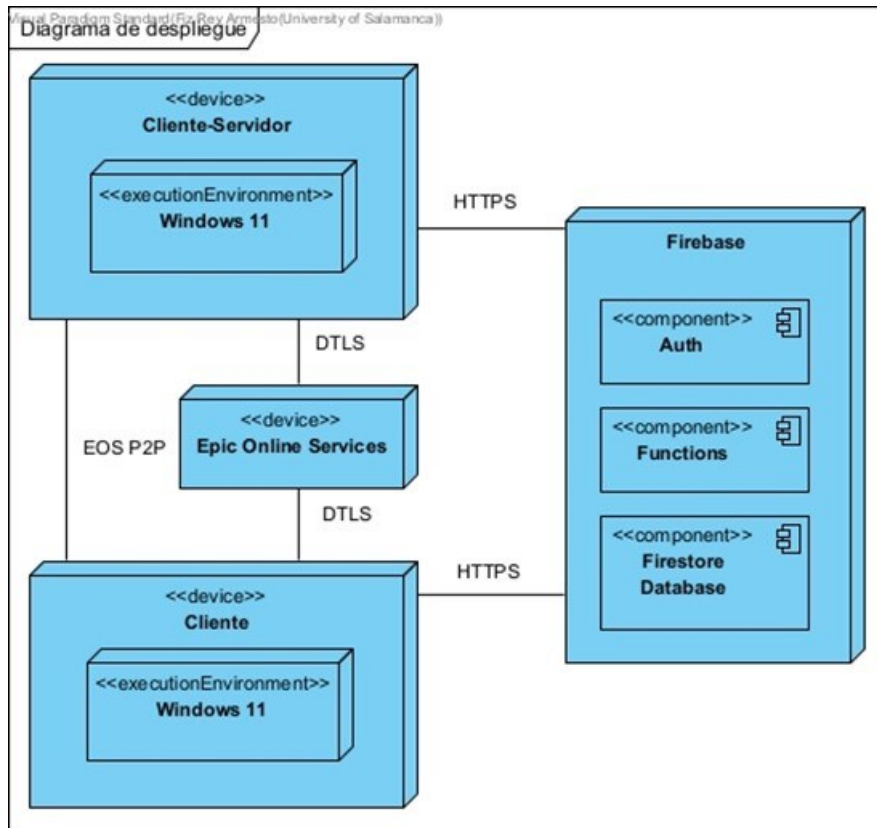 Visual Paradigm Standard(Fiz Rey Armesto(University of Salamanca))
Diagrama de despliegue
<<device>>
Cliente-Servidor
<<executionEnvironment>>
Windows 11
HTTPS
Firebase
<<component>>
Auth
<<component>>
Functions
<<component>>
Firestore
Database
DTLS
<<device>>
Epic Online Services
EOS P2P
DTLS
HTTPS
<<device>>
Cliente
<<executionEnvironment>>
Windows 11